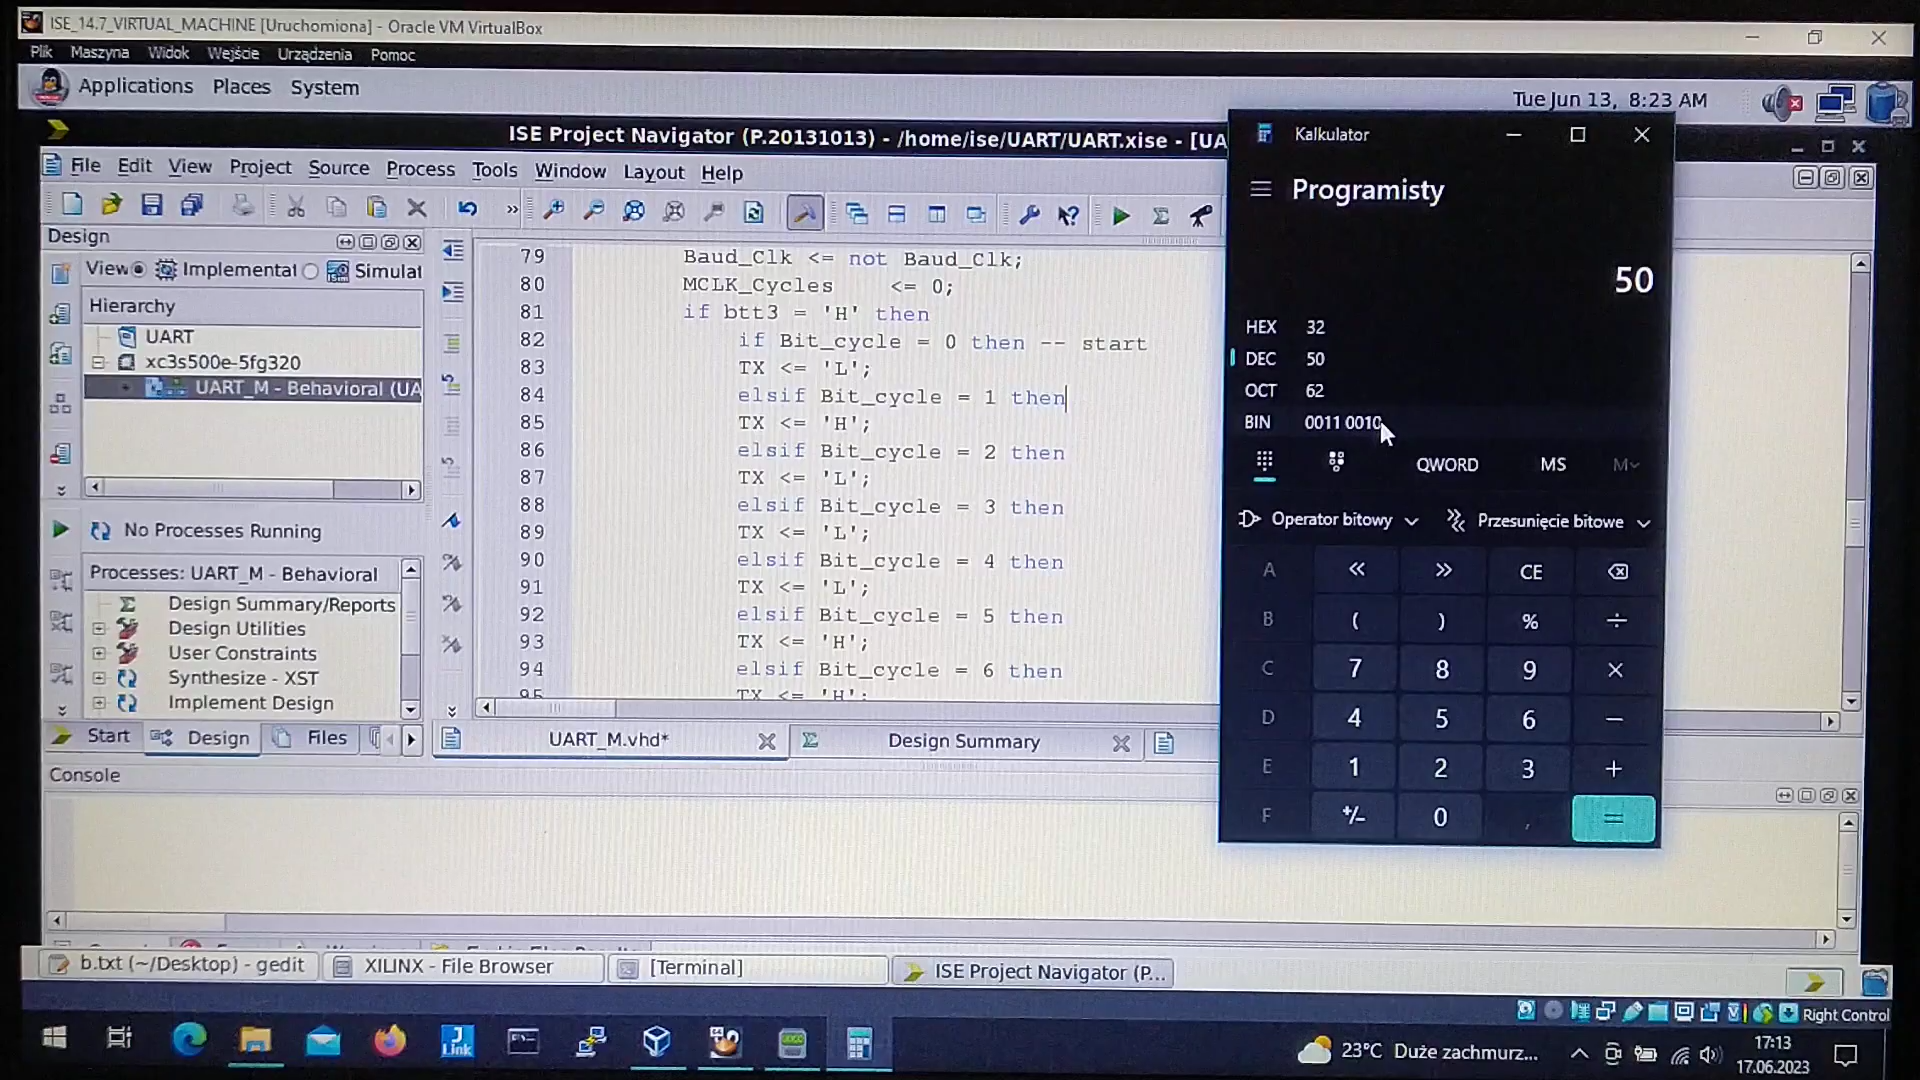 ISE_14.7_VIRTUAL_MACHINE [Uruchomiona] - Oracle VM VirtualBox
Plik Maszyna Widok Wejście Urządzenia Pomoc
Applications Places System
Tue Jun 13, 8:23 AM
ISE Project Navigator (P.20131013) - /home/ise/UART/UART.xise - [UA
File Edit View Project Source Process Tools Window Layout Help
Design
View Implemental Simulat
Hierarchy
UART
xc3s500e-5fg320
UART_M - Behavioral (UA
No Processes Running
Processes: UART_M - Behavioral
Design Summary/Reports
Design Utilities
User Constraints
Synthesize - XST
Implement Design
Start Design Files
79 Baud_Clk <= not Baud_Clk;
80 MCLK_Cycles <= 0;
81 if btt3 = 'H' then
82 if Bit_cycle = 0 then -- start
83 TX <= 'L';
84 elsif Bit_cycle = 1 then
85 TX <= 'H';
86 elsif Bit_cycle = 2 then
87 TX <= 'L';
88 elsif Bit_cycle = 3 then
89 TX <= 'L';
90 elsif Bit_cycle = 4 then
91 TX <= 'L';
92 elsif Bit_cycle = 5 then
93 TX <= 'H';
94 elsif Bit_cycle = 6 then
95 TX <= 'H';
UART_M.vhd* Design Summary
Console
Kalkulator
Programisty
50
HEX 32
DEC 50
OCT 62
BIN 0011 0010
QWORD MS M
Operator bitowy Przesunięcie bitowe
A « » CE
B ( ) % ÷
C 7 8 9 ×
D 4 5 6 −
E 1 2 3 +
F +/- 0 , =
b.txt (~/Desktop) - gedit XILINX - File Browser [Terminal] ISE Project Navigator (P...
Right Control
J Link
23°C Duże zachmurz...
17:13
17.06.2023